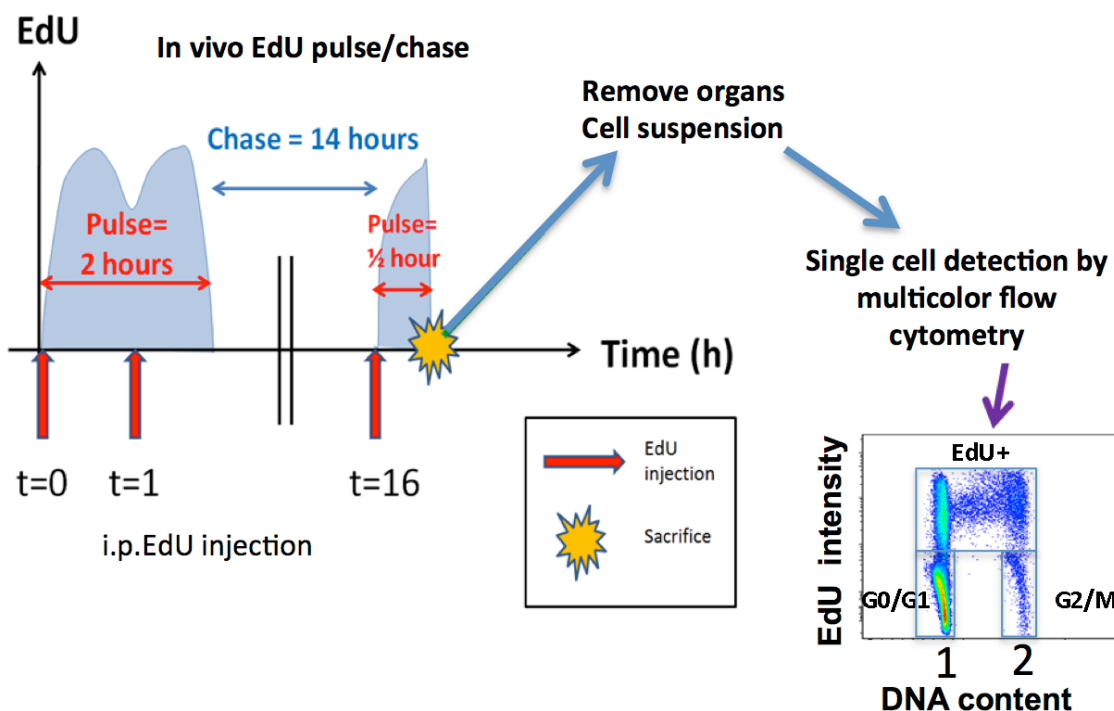 EdU
In vivo EdU pulse/chase
Chase = 14 hours
Pulse=
2 hours
Pulse=
½ hour
Time (h)
t=0
t=1
t=16
i.p.EdU injection
EdU
injection
Sacrifice
Remove organs
Cell suspension
Single cell detection by
multicolor flow
cytometry
EdU+
EdU intensity
G0/G1
G2/M
1
2
DNA content